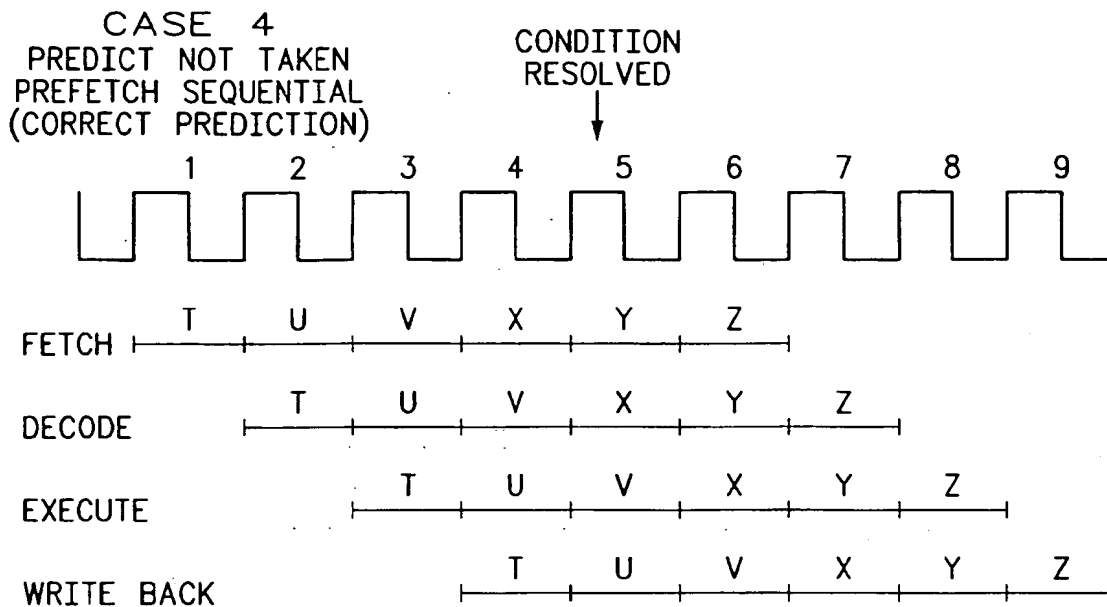 CASE 4
PREDICT NOT TAKEN
PREFETCH SEQUENTIAL
(CORRECT PREDICTION)
CONDITION
RESOLVED
1 2 3 4 5 6 7 8 9
T U V X Y Z
FETCH
T U V X Y Z
DECODE
T U V X Y Z
EXECUTE
T U V X Y Z
WRITE BACK